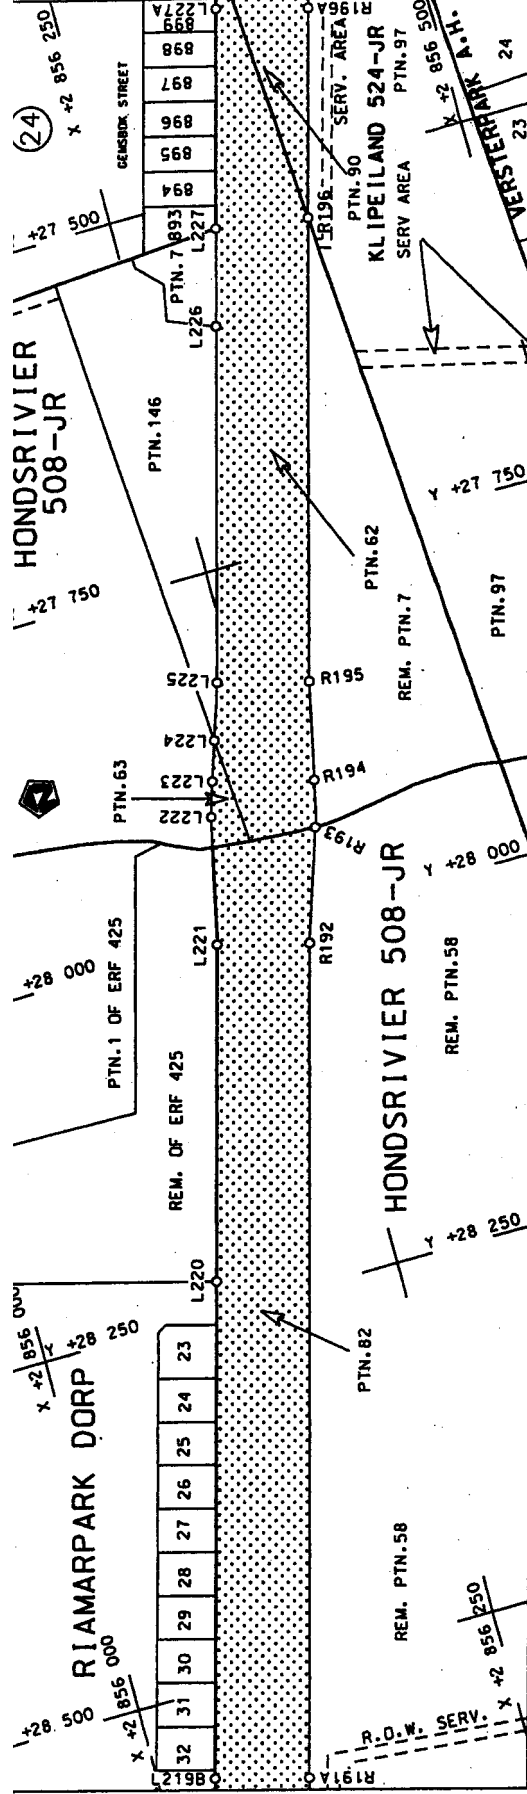 L227A
R196A
899
898
897
896
895
894
893
X +2 856 250
24
GEMSBOK STREET
+27 500
L227
PTN.7
L226
HONDSRIVIER
508-JR
PTN.146
+27 750
SERV. AREA
PTN.90
KLIPEILAND 524-JR
PTN.97
SERV AREA
R196
X +2 856 500
VERSTERPARK A.H.
24
23
Y +27 750
PTN.62
REM. PTN.7
PTN.97
L225
R195
L224
L223
PTN.63
L222
R194
R193
Y +28 000
L221
R192
+28 000
PTN.1 OF ERF 425
REM. OF ERF 425
HONDSRIVIER 508-JR
REM. PTN.58
Y +28 250
L220
X +2 856 000
Y +28 250
RIAMARPARK DORP
23
24
25
26
27
28
29
30
31
32
PTN.82
REM. PTN.58
X +2 856 250
+28 500
X +2 856 000
R.O.W. SERV.
L219B
R191A